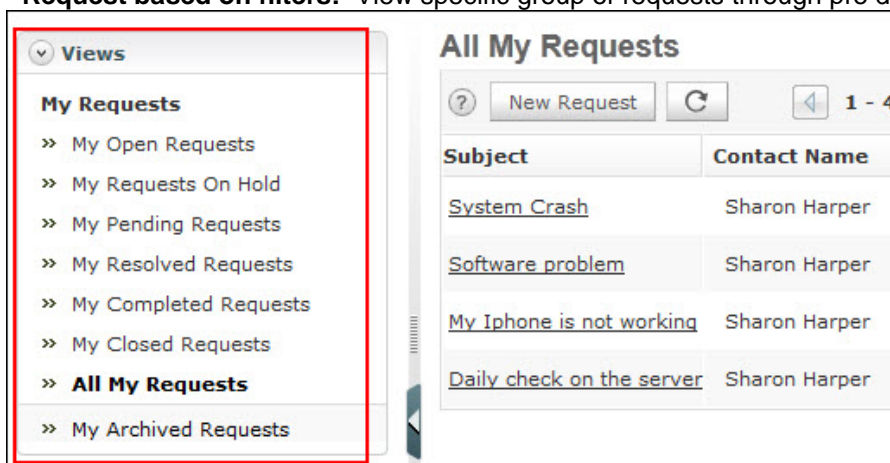 Request based on filters: View specific group of requests through pre d
Views
My Requests
» My Open Requests
» My Requests On Hold
» My Pending Requests
» My Resolved Requests
» My Completed Requests
» My Closed Requests
» All My Requests
» My Archived Requests
All My Requests
? New Request 1 - 4
Subject Contact Name
System Crash Sharon Harper
Software problem Sharon Harper
My Iphone is not working Sharon Harper
Daily check on the server Sharon Harper